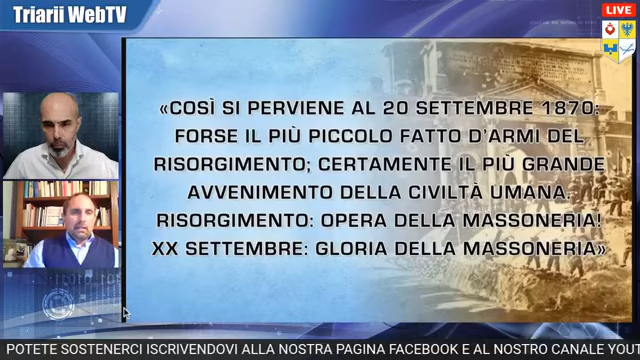 Triarii WebTV
LIVE
«COSÌ SI PERVIENE AL 20 SETTEMBRE 1870:
FORSE IL PIÙ PICCOLO FATTO D'ARMI DEL
RISORGIMENTO; CERTAMENTE IL PIÙ GRANDE
AVVENIMENTO DELLA CIVILTÀ UMANA.
RISORGIMENTO: OPERA DELLA MASSONERIA!
XX SETTEMBRE: GLORIA DELLA MASSONERIA»
POTETE SOSTENERCI ISCRIVENDOVI ALLA NOSTRA PAGINA FACEBOOK E AL NOSTRO CANALE YOUT